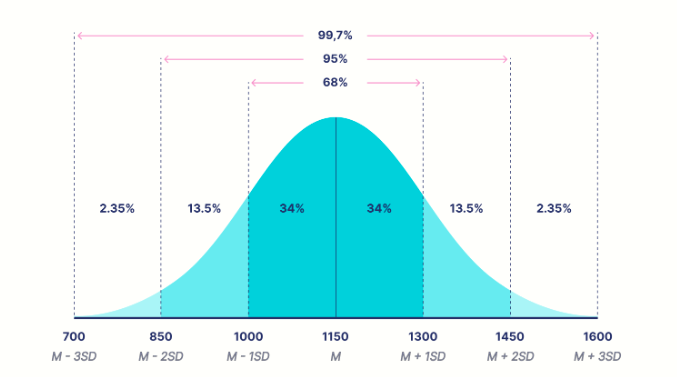 99,7%
95%
68%
2.35% 13.5% 34% 34% 13.5% 2.35%
700 850 1000 1150 1300 1450 1600
M - 3SD M - 2SD M - 1SD M M + 1SD M + 2SD M + 3SD